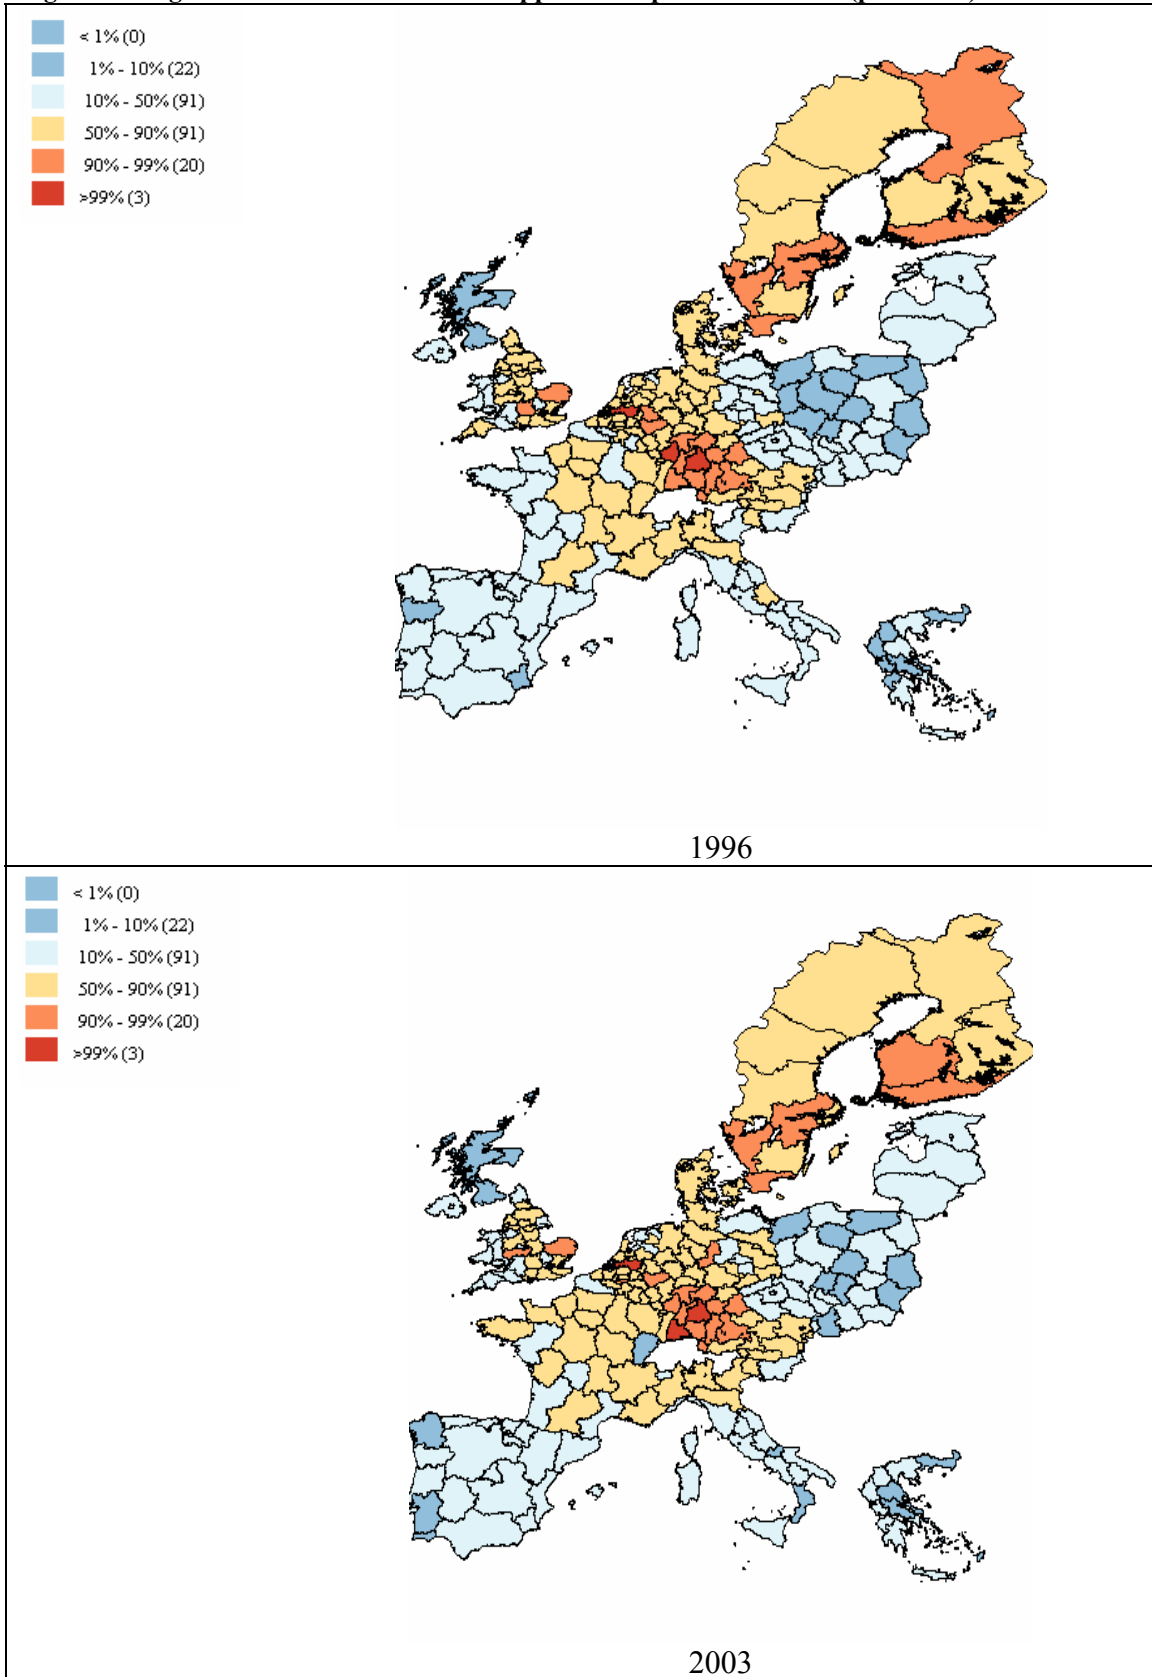 < 1% (0)
1% - 10% (22)
10% - 50% (91)
50% - 90% (91)
90% - 99% (20)
>99% (3)
1996
< 1% (0)
1% - 10% (22)
10% - 50% (91)
50% - 90% (91)
90% - 99% (20)
>99% (3)
2003